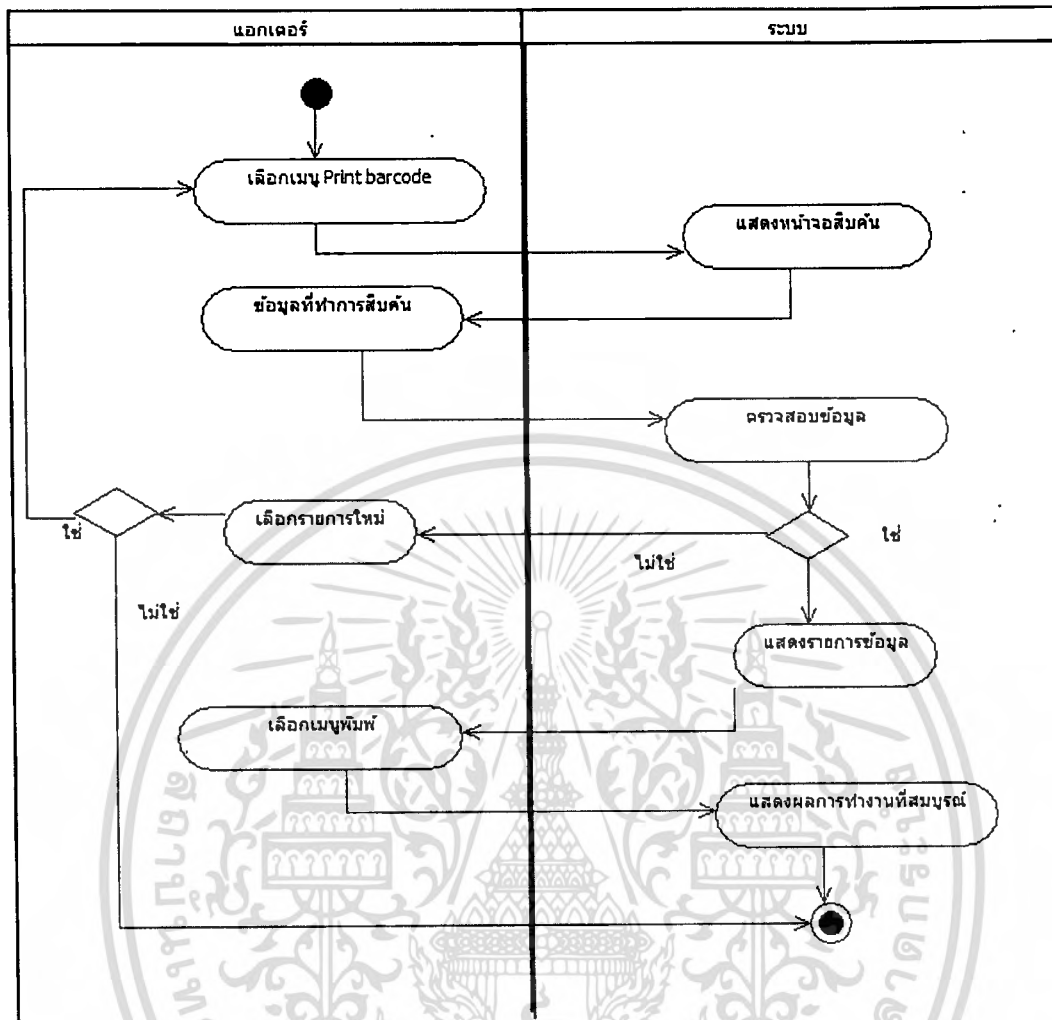 แอกเตอร์
ระบบ
เลือกเมนู Print barcode
แสดงหน้าจอสืบค้น
ข้อมูลที่ทำการสืบค้น
ตรวจสอบข้อมูล
ใช่
เลือกรายการใหม่
ไม่ใช่
ใช่
ไม่ใช่
แสดงรายการข้อมูล
เลือกเมนูพิมพ์
แสดงผลการทำงานที่สมบูรณ์